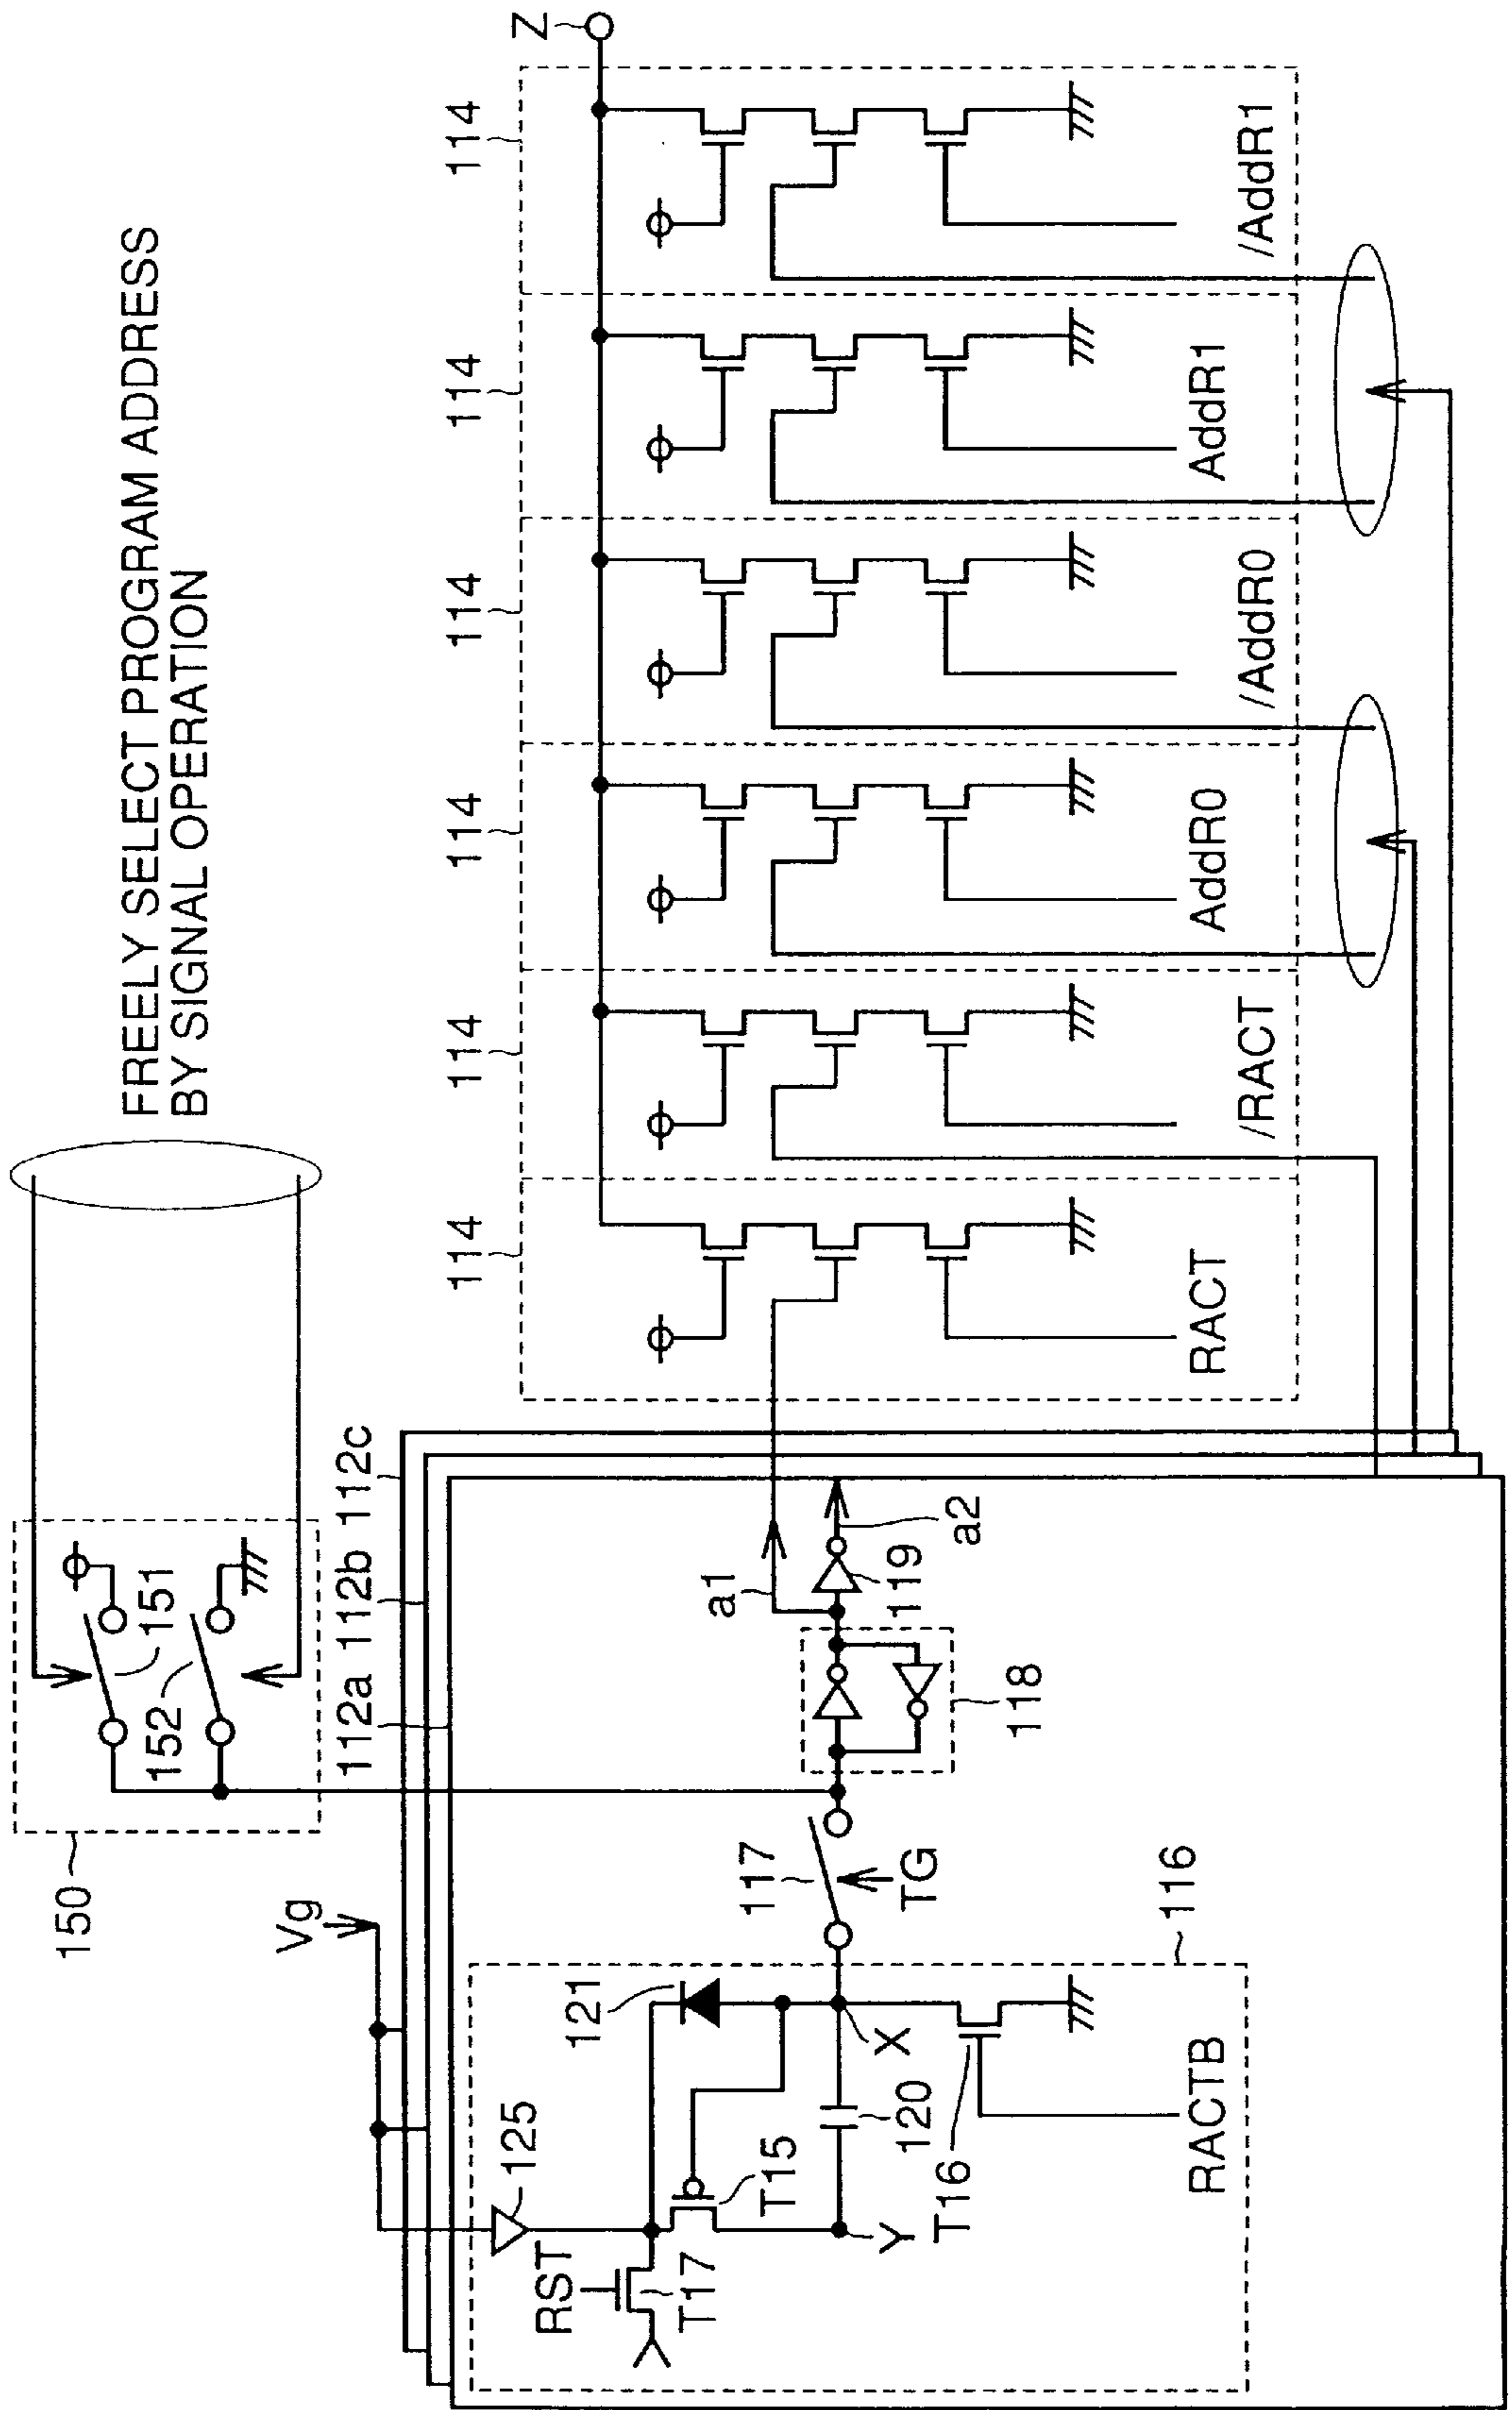 FREELY SELECT PROGRAM ADDRESS
BY SIGNAL OPERATION
150
151
152
Vg
112a
112b
112c
114
114
114
114
114
114
Z
125
RST
T17
T15
121
120
Y
X
T16
RACTB
116
117
TG
118
119
a1
a2
RACT
/RACT
AddR0
/AddR0
AddR1
/AddR1